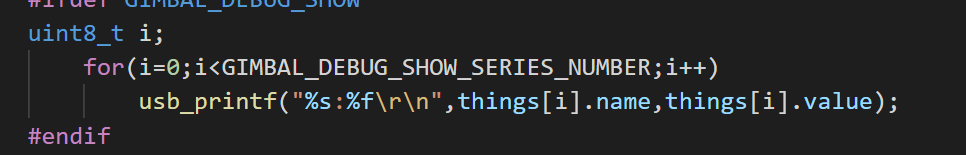 #ifdef GIMBAL_DEBUG_SHOW
uint8_t i;
for(i=0;i<GIMBAL_DEBUG_SHOW_SERIES_NUMBER;i++)
usb_printf("%s:%f\r\n",things[i].name,things[i].value);
#endif